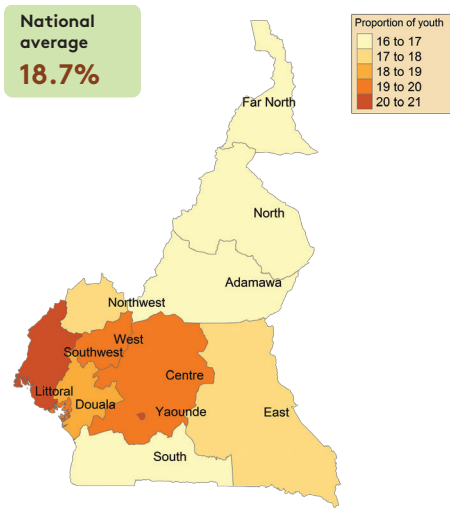 National
average
18.7%
Proportion of youth
16 to 17
17 to 18
18 to 19
19 to 20
20 to 21
Far North
North
Adamawa
Northwest
West
Southwest
Centre
Littoral
Douala
Yaounde
East
South